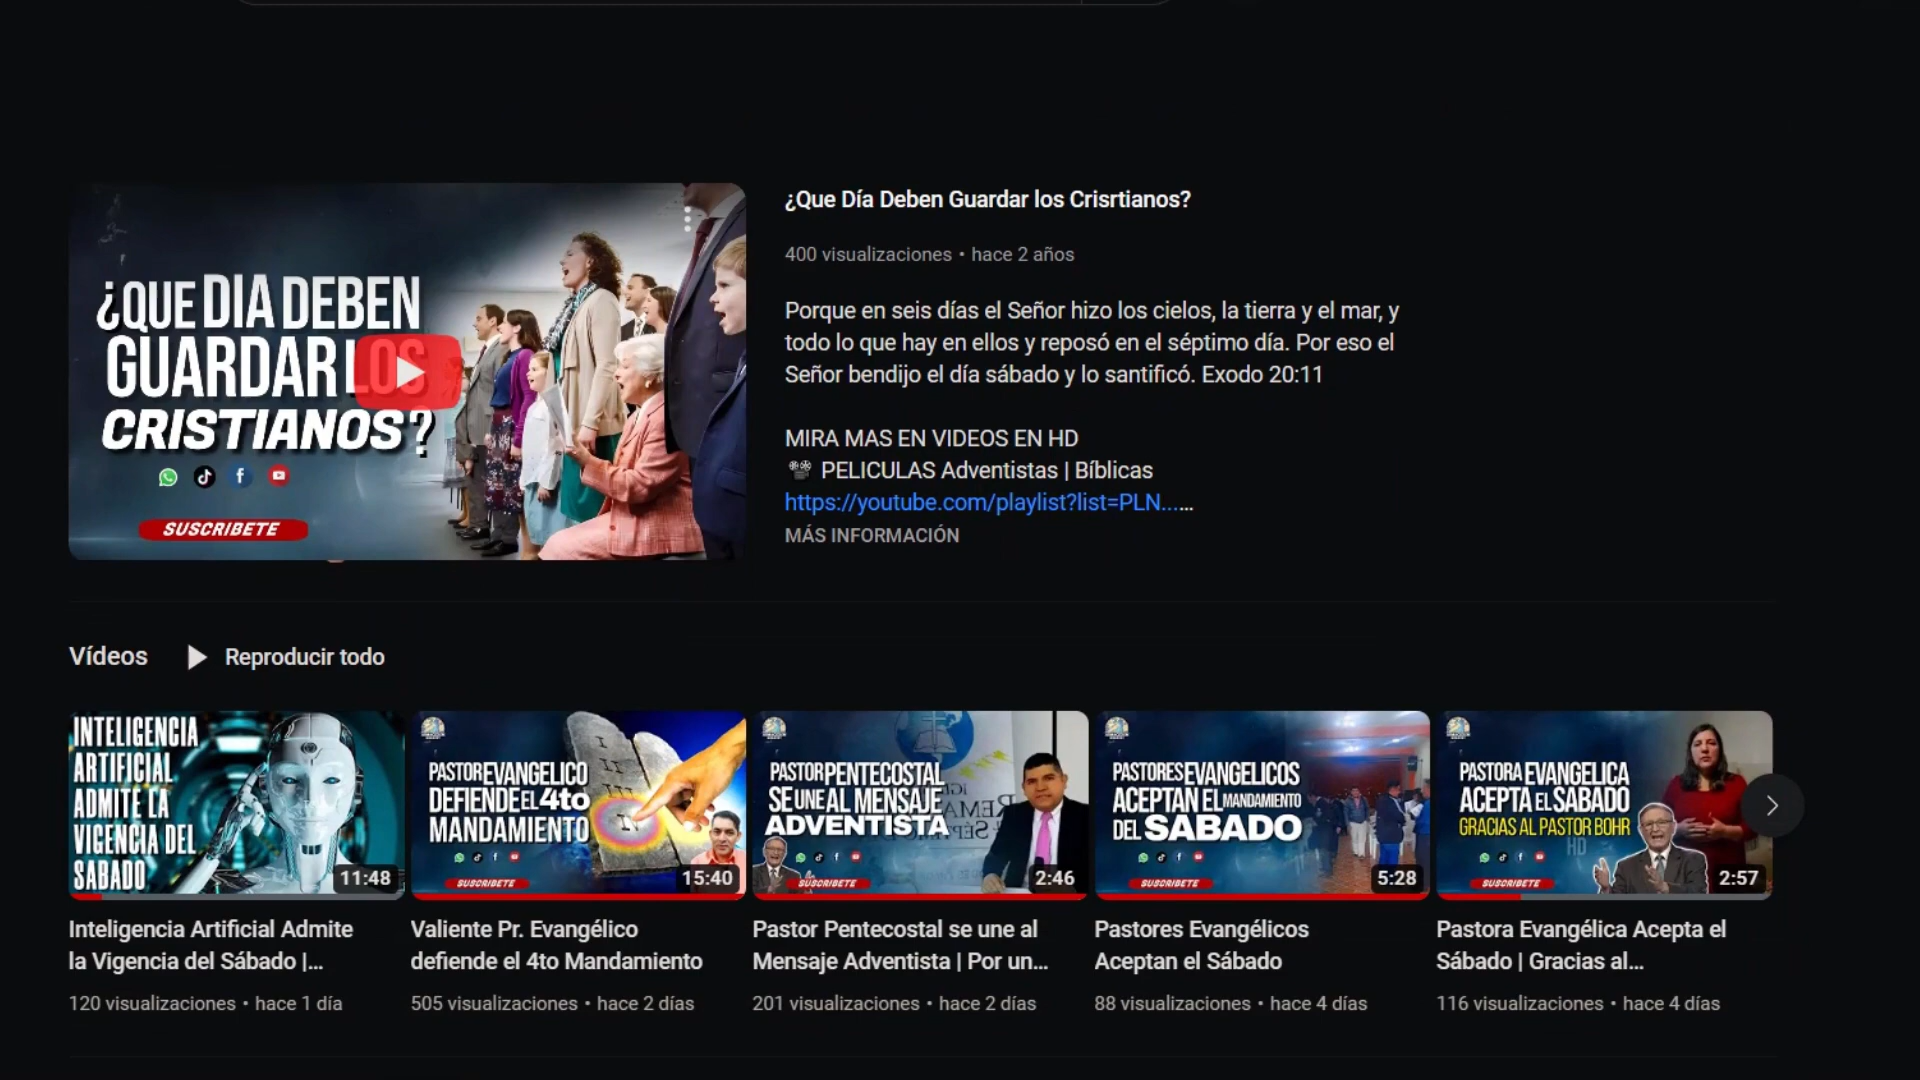 ¿QUE DIA DEBEN
GUARDAR LOS
CRISTIANOS?
SUSCRIBETE
¿Que Día Deben Guardar los Crisrtianos?
400 visualizaciones • hace 2 años
Porque en seis días el Señor hizo los cielos, la tierra y el mar, y
todo lo que hay en ellos y reposó en el séptimo día. Por eso el
Señor bendijo el día sábado y lo santificó. Exodo 20:11
MIRA MAS EN VIDEOS EN HD
PELICULAS Adventistas | Bíblicas
https://youtube.com/playlist?list=PLN......
MÁS INFORMACIÓN
Vídeos
Reproducir todo
INTELIGENCIA
ARTIFICIAL
ADMITE LA
VIGENCIA DEL
SABADO
11:48
Inteligencia Artificial Admite
la Vigencia del Sábado |...
120 visualizaciones • hace 1 día
I
II
III
IV
PASTOR EVANGELICO
DEFIENDE EL 4to
MANDAMIENTO
SUSCRIBETE
15:40
Valiente Pr. Evangélico
defiende el 4to Mandamiento
505 visualizaciones • hace 2 días
PASTOR PENTECOSTAL
SE UNE AL MENSAJE
ADVENTISTA
SUSCRIBETE
2:46
Pastor Pentecostal se une al
Mensaje Adventista | Por un...
201 visualizaciones • hace 2 días
PASTORES EVANGELICOS
ACEPTAN EL MANDAMIENTO
DEL SABADO
SUSCRIBETE
5:28
Pastores Evangélicos
Aceptan el Sábado
88 visualizaciones • hace 4 días
PASTORA EVANGELICA
ACEPTA EL SABADO
GRACIAS AL PASTOR BOHR
HD
SUSCRIBETE
2:57
Pastora Evangélica Acepta el
Sábado | Gracias al...
116 visualizaciones • hace 4 días